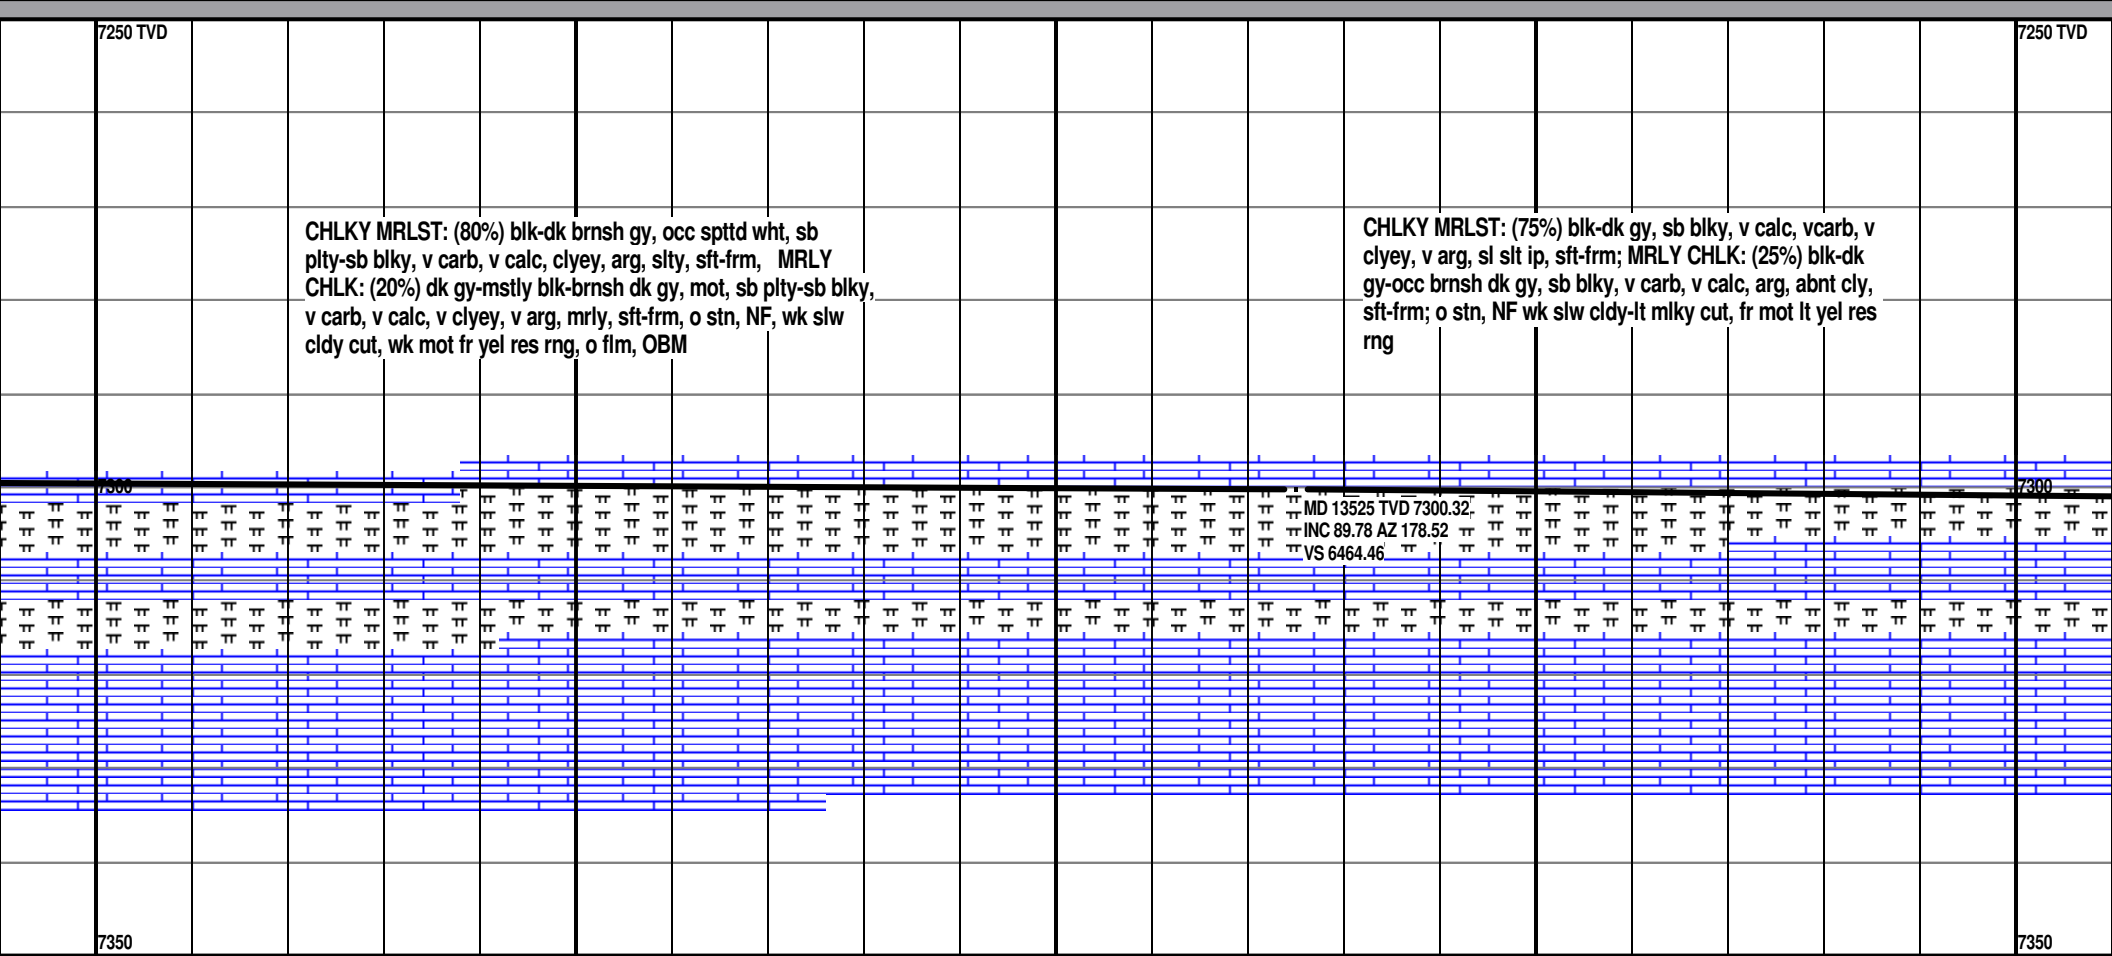 7250 TVD
7250 TVD
CHLKY MRLST: (80%) blk-dk brnsh gy, occ spttd wht, sb
plty-sb blky, v carb, v calc, clyey, arg, slty, sft-frm, MRLY
CHLK: (20%) dk gy-mstly blk-brnsh dk gy, mot, sb plty-sb blky,
v carb, v calc, v clyey, v arg, mrly, sft-frm, o stn, NF, wk slw
cldy cut, wk mot fr yel res rng, o flm, OBM
CHLKY MRLST: (75%) blk-dk gy, sb blky, v calc, vcarb, v
clyey, v arg, sl slt ip, sft-frm; MRLY CHLK: (25%) blk-dk
gy-occ brnsh dk gy, sb blky, v carb, v calc, arg, abnt cly,
sft-frm; o stn, NF wk slw cldy-lt mlky cut, fr mot lt yel res
rng
7300
7300
MD 13525 TVD 7300.32
INC 89.78 AZ 178.52
VS 6464.46
7350
7350